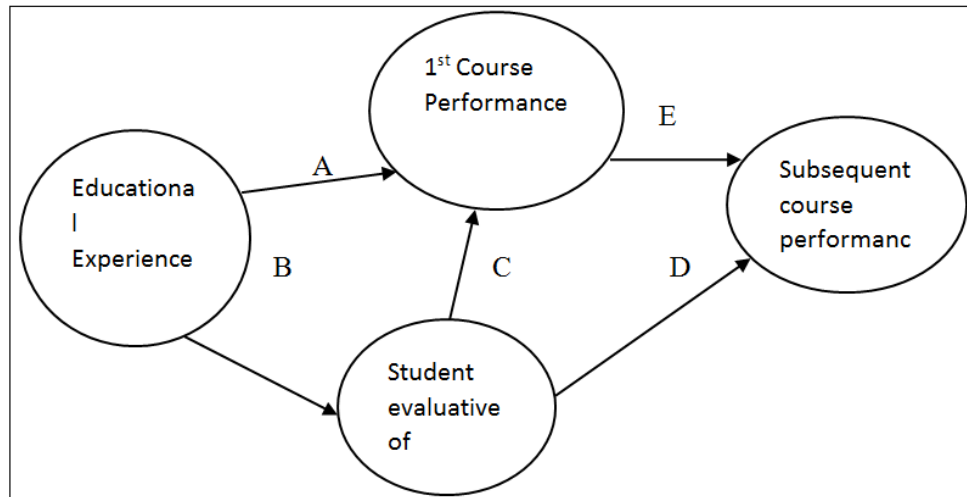 1st Course
Performance
E
A
Educationa
l
Experience
Subsequent
course
performanc
B
C
D
Student
evaluative
of